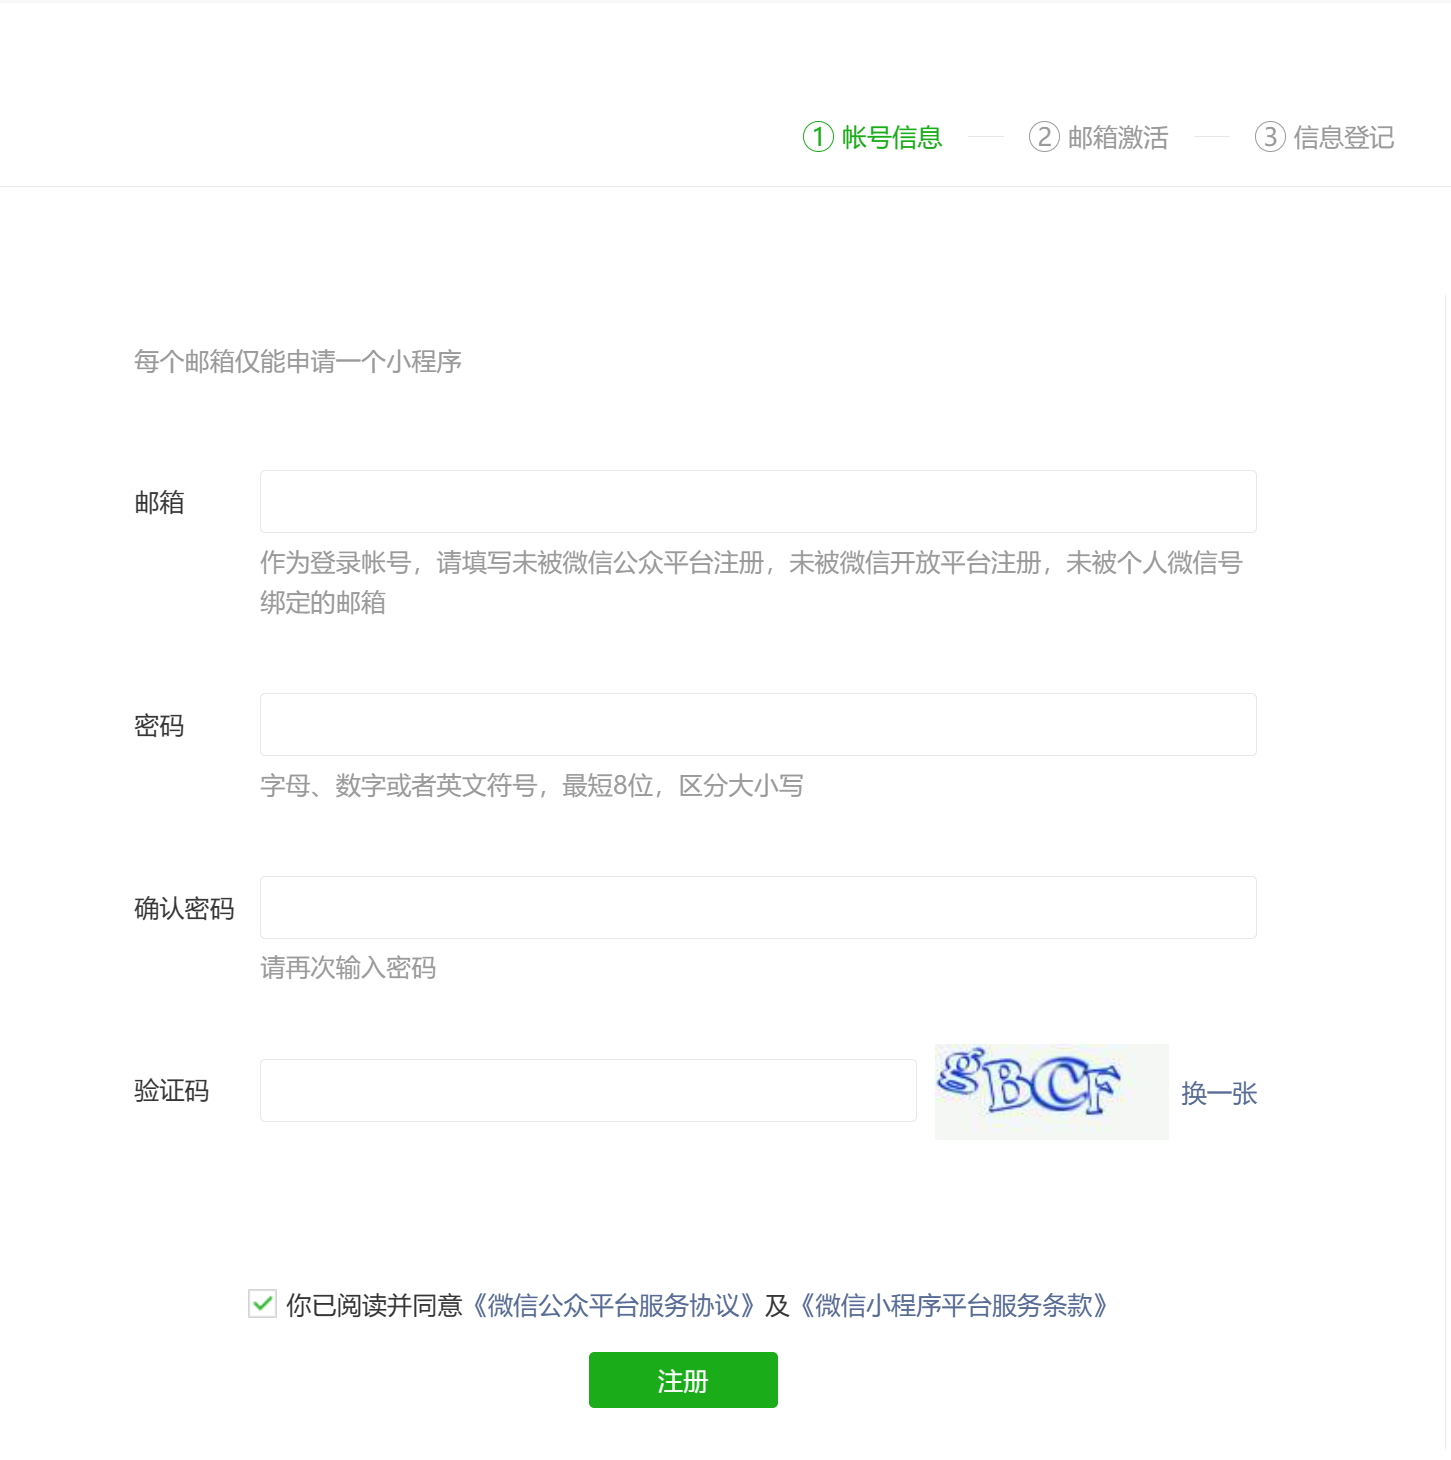 ① 帐号信息 ② 邮箱激活 ③ 信息登记
每个邮箱仅能申请一个小程序
邮箱
作为登录帐号，请填写未被微信公众平台注册，未被微信开放平台注册，未被个人微信号
绑定的邮箱
密码
字母、数字或者英文符号，最短8位，区分大小写
确认密码
请再次输入密码
验证码 gBCF 换一张
你已阅读并同意《微信公众平台服务协议》及《微信小程序平台服务条款》
注册